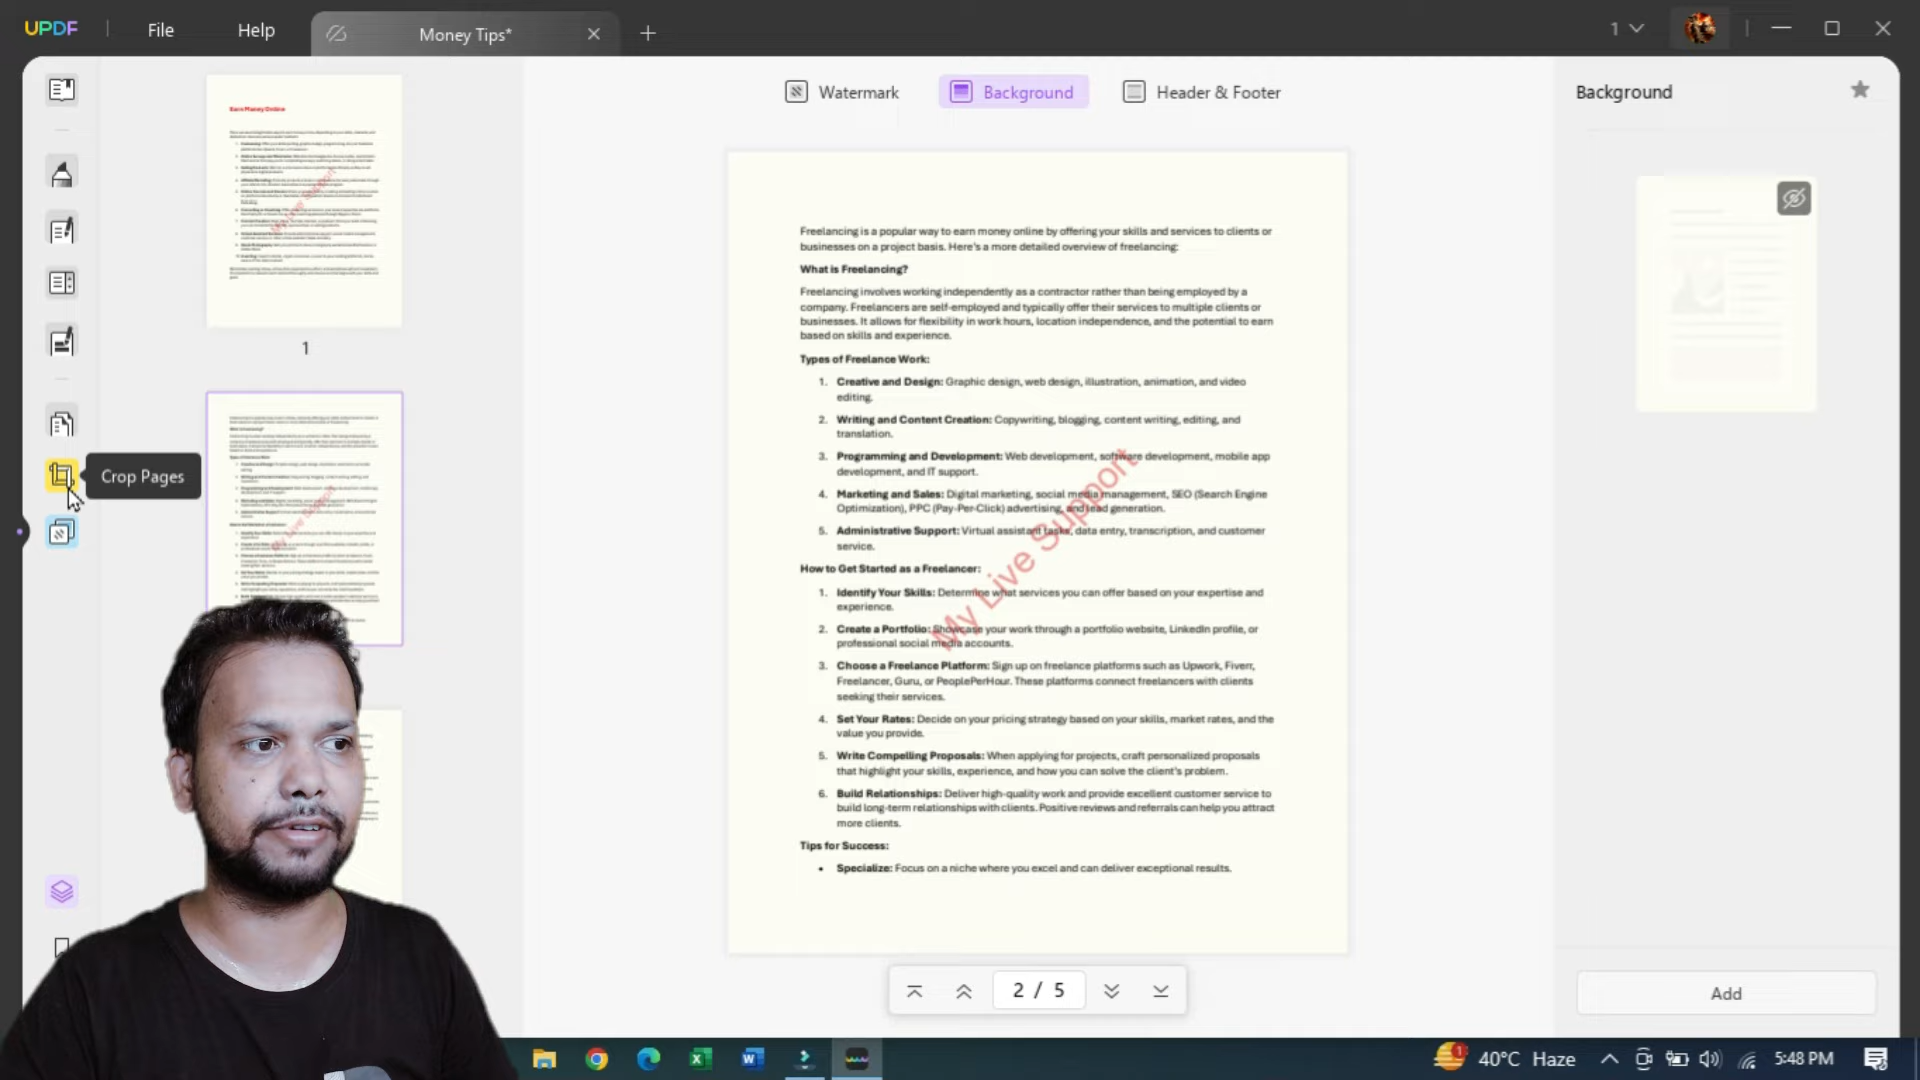 UPDF
File
Help
Money Tips*
1
Watermark
Background
Header & Footer
Background
Earn Money Online
My Live Support
1
Crop Pages
My Live Support
Freelancing is a popular way to earn money online by offering your skills and services to clients or
businesses on a project basis. Here's a more detailed overview of freelancing:
What is Freelancing?
Freelancing involves working independently as a contractor rather than being employed by a
company. Freelancers are self-employed and typically offer their services to multiple clients or
businesses. It allows for flexibility in work hours, location independence, and the potential to earn
based on skills and experience.
Types of Freelance Work:
1. Creative and Design: Graphic design, web design, illustration, animation, and video
editing.
2. Writing and Content Creation: Copywriting, blogging, content writing, editing, and
translation.
3. Programming and Development: Web development, software development, mobile app
development, and IT support.
4. Marketing and Sales: Digital marketing, social media management, SEO (Search Engine
Optimization), PPC (Pay-Per-Click) advertising, and lead generation.
5. Administrative Support: Virtual assistant tasks, data entry, transcription, and customer
service.
How to Get Started as a Freelancer:
1. Identify Your Skills: Determine what services you can offer based on your expertise and
experience.
2. Create a Portfolio: Showcase your work through a portfolio website, LinkedIn profile, or
professional social media accounts.
3. Choose a Freelance Platform: Sign up on freelance platforms such as Upwork, Fiverr,
Freelancer, Guru, or PeoplePerHour. These platforms connect freelancers with clients
seeking their services.
4. Set Your Rates: Decide on your pricing strategy based on your skills, market rates, and the
value you provide.
5. Write Compelling Proposals: When applying for projects, craft personalized proposals
that highlight your skills, experience, and how you can solve the client's problem.
6. Build Relationships: Deliver high-quality work and provide excellent customer service to
build long-term relationships with clients. Positive reviews and referrals can help you attract
more clients.
Tips for Success:
• Specialize: Focus on a niche where you excel and can deliver exceptional results.
My Live Support
2 / 5
Add
1
40°C Haze
5:48 PM